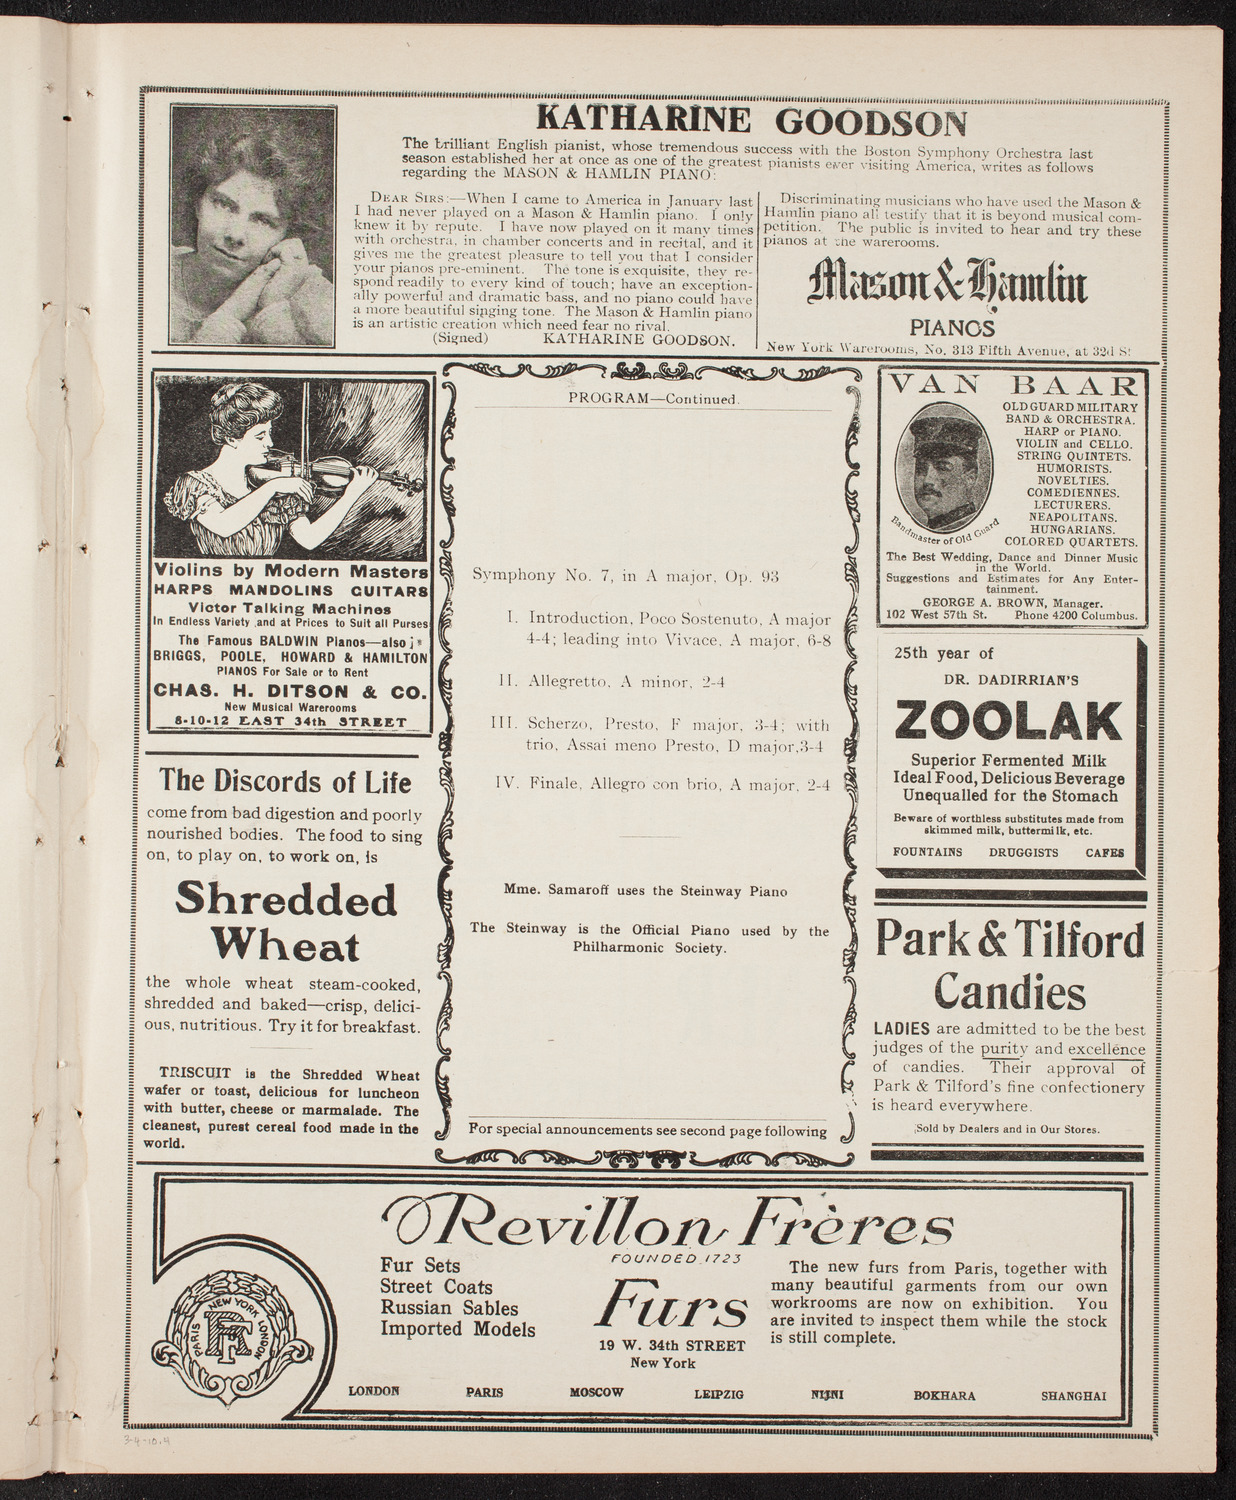 KATHARINE GOODSON
The brilliant English pianist, whose tremendous success with the Boston Symphony Orchestra last
season established her at once as one of the greatest pianists ever visiting America, writes as follows
regarding the MASON & HAMLIN PIANO:
DEAR SIRS:—When I came to America in January last
I had never played on a Mason & Hamlin piano. I only
knew it by repute. I have now played on it many times
with orchestra, in chamber concerts and in recital, and it
gives me the greatest pleasure to tell you that I consider
your pianos pre-eminent. The tone is exquisite, they re-
spond readily to every kind of touch; have an exception-
ally powerful and dramatic bass, and no piano could have
a more beautiful singing tone. The Mason & Hamlin piano
is an artistic creation which need fear no rival.
(Signed) KATHARINE GOODSON.
Discriminating musicians who have used the Mason &
Hamlin piano all testify that it is beyond musical com-
petition. The public is invited to hear and try these
pianos at the warerooms.
Mason & Hamlin
PIANOS
New York Warerooms, No. 313 Fifth Avenue, at 32d St
Violins by Modern Masters
HARPS MANDOLINS GUITARS
Victor Talking Machines
In Endless Variety and at Prices to Suit all Purses
The Famous BALDWIN Pianos—also
BRIGGS, POOLE, HOWARD & HAMILTON
PIANOS For Sale or to Rent
CHAS. H. DITSON & CO.
New Musical Warerooms
8-10-12 EAST 34th STREET
The Discords of Life
come from bad digestion and poorly
nourished bodies. The food to sing
on, to play on, to work on, is
Shredded
Wheat
the whole wheat steam-cooked,
shredded and baked—crisp, delici-
ous, nutritious. Try it for breakfast.
TRISCUIT is the Shredded Wheat
wafer or toast, delicious for luncheon
with butter, cheese or marmalade. The
cleanest, purest cereal food made in the
world.
PROGRAM—Continued.
Symphony No. 7, in A major, Op. 93
I. Introduction, Poco Sostenuto, A major
4-4; leading into Vivace, A major, 6-8
II. Allegretto, A minor, 2-4
III. Scherzo, Presto, F major, 3-4; with
trio, Assai meno Presto, D major, 3-4
IV. Finale, Allegro con brio, A major, 2-4
Mme. Samaroff uses the Steinway Piano
The Steinway is the Official Piano used by the
Philharmonic Society.
For special announcements see second page following
VAN BAAR
OLD GUARD MILITARY
BAND & ORCHESTRA.
HARP or PIANO.
VIOLIN and CELLO.
STRING QUINTETS.
HUMORISTS.
NOVELTIES.
COMEDIENNES.
LECTURERS.
NEAPOLITANS.
HUNGARIANS.
COLORED QUARTETS.
Bandmaster of Old Guard
The Best Wedding, Dance and Dinner Music
in the World.
Suggestions and Estimates for Any Enter-
tainment.
GEORGE A. BROWN, Manager.
102 West 57th St. Phone 4200 Columbus.
25th year of
DR. DADIRRIAN'S
ZOOLAK
Superior Fermented Milk
Ideal Food, Delicious Beverage
Unequalled for the Stomach
Beware of worthless substitutes made from
skimmed milk, buttermilk, etc.
FOUNTAINS DRUGGISTS CAFES
Park & Tilford
Candies
LADIES are admitted to be the best
judges of the purity and excellence
of candies. Their approval of
Park & Tilford's fine confectionery
is heard everywhere.
Sold by Dealers and in Our Stores.
Revillon Frères
FOUNDED 1723
Fur Sets
Street Coats
Russian Sables
Imported Models
Furs
19 W. 34th STREET
New York
The new furs from Paris, together with
many beautiful garments from our own
workrooms are now on exhibition. You
are invited to inspect them while the stock
is still complete.
PARIS NEW YORK LONDON
RF
LONDON PARIS MOSCOW LEIPZIG NIJNI BOKHARA SHANGHAI
3-4-10.4